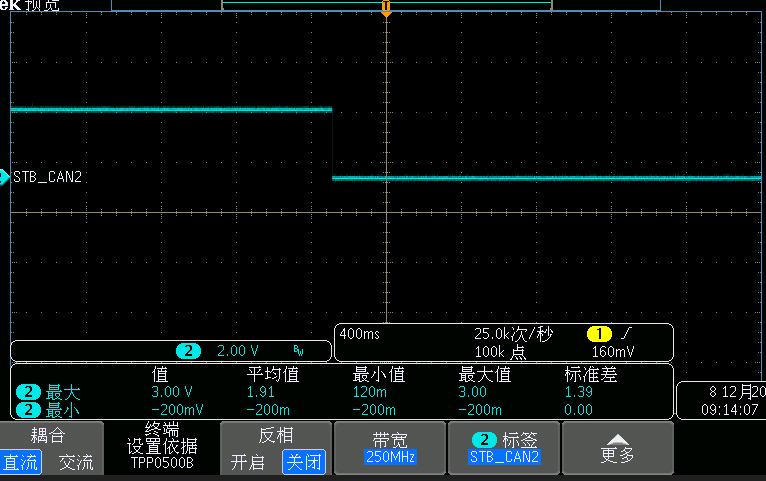 ek 预览
T
2
STB_CAN2
2 2.00 V BW
400ms 25.0k次/秒 1
100k 点 160mV
值 平均值 最小值 最大值 标准差
2 最大 3.00 V 1.91 120m 3.00 1.39
2 最小 -200mV -200m -200m -200m 0.00
8 12月20
09:14:07
耦合
直流 交流
终端
设置依据
TPP0500B
反相
开启 关闭
带宽
250MHz
2 标签
STB_CAN2
更多